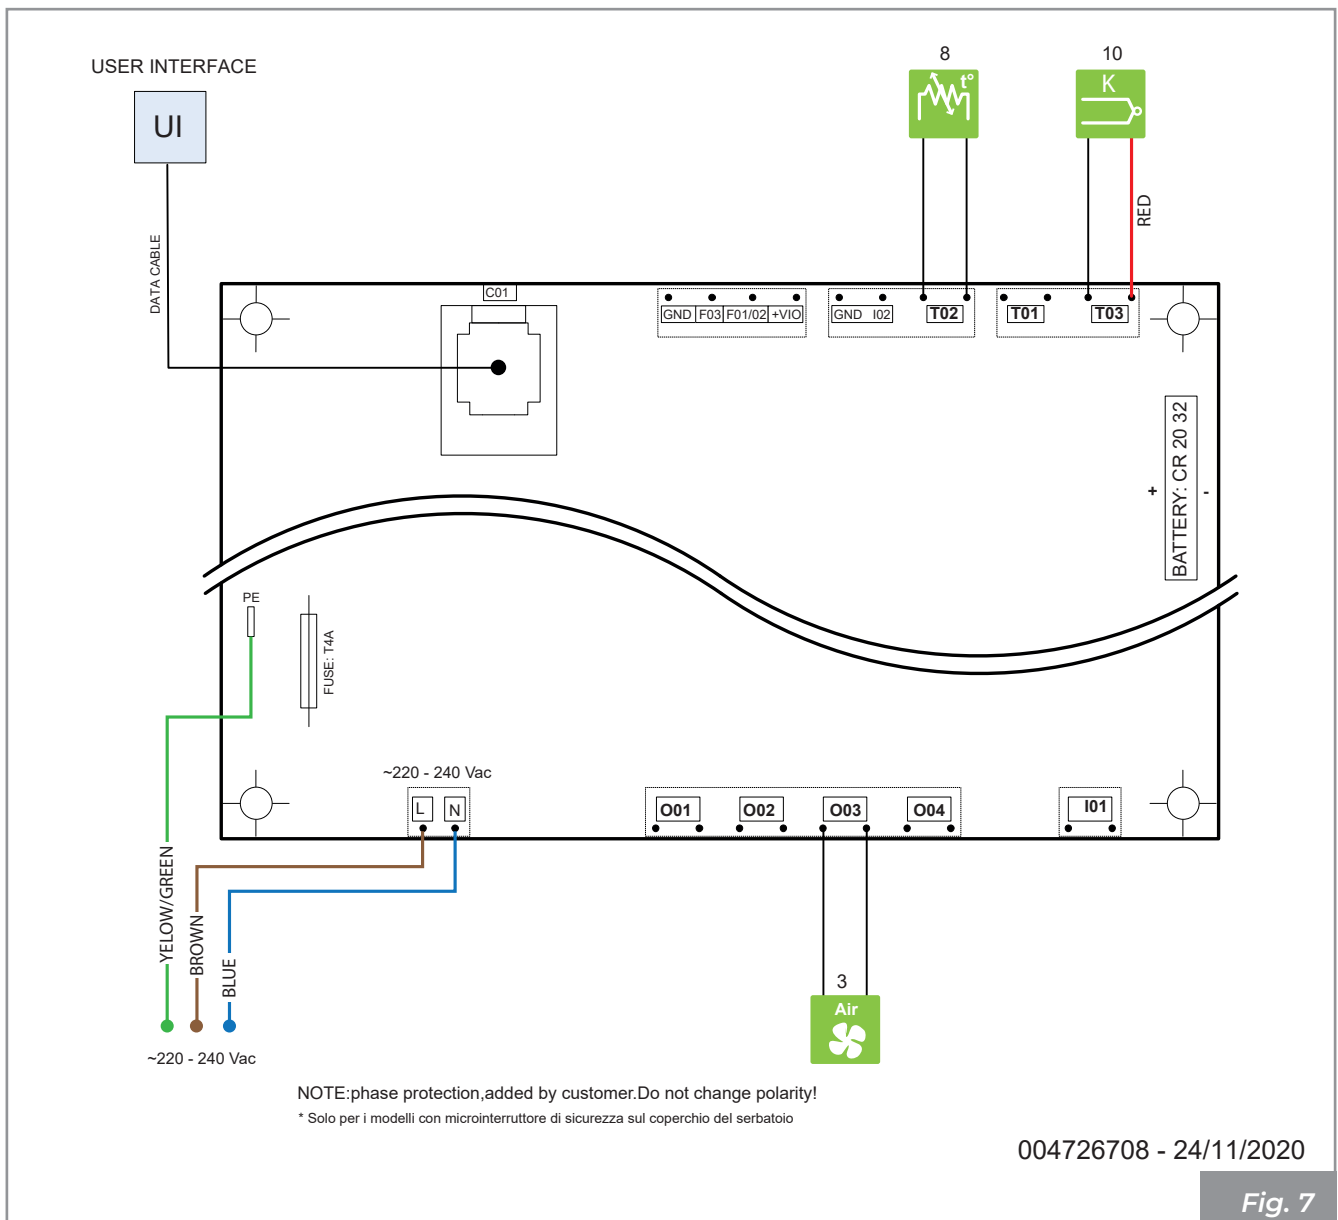 8
10
USER INTERFACE
UI
t°
K
RED
DATA CABLE
C01
GND F03 F01/02 +VIO
GND I02 T02
T01 T03
BATTERY: CR 20 32
+ -
PE
FUSE: T4A
~220 - 240 Vac
L N
O01 O02 O03 O04
I01
YELOW/GREEN
BROWN
BLUE
3
Air
~220 - 240 Vac
NOTE:phase protection,added by customer.Do not change polarity!
* Solo per i modelli con microinterruttore di sicurezza sul coperchio del serbatoio
004726708 - 24/11/2020
Fig. 7